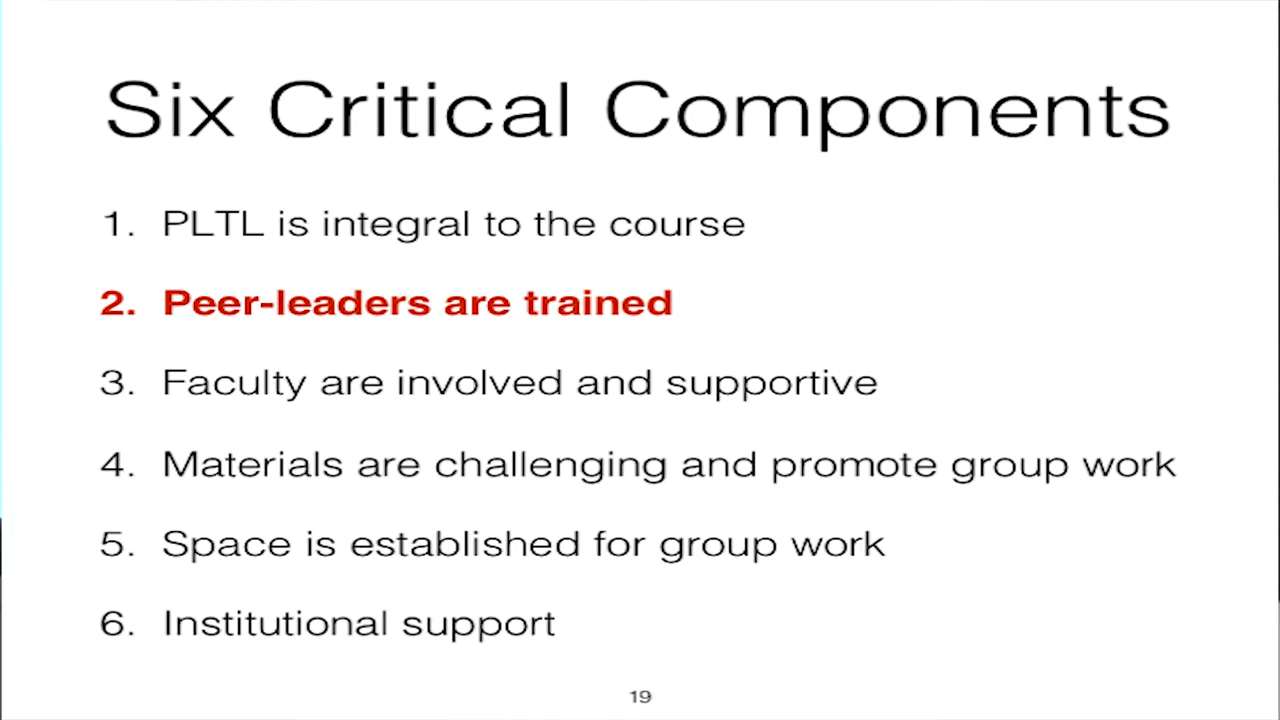 Six Critical Components
1. PLTL is integral to the course
2. Peer-leaders are trained
3. Faculty are involved and supportive
4. Materials are challenging and promote group work
5. Space is established for group work
6. Institutional support
19